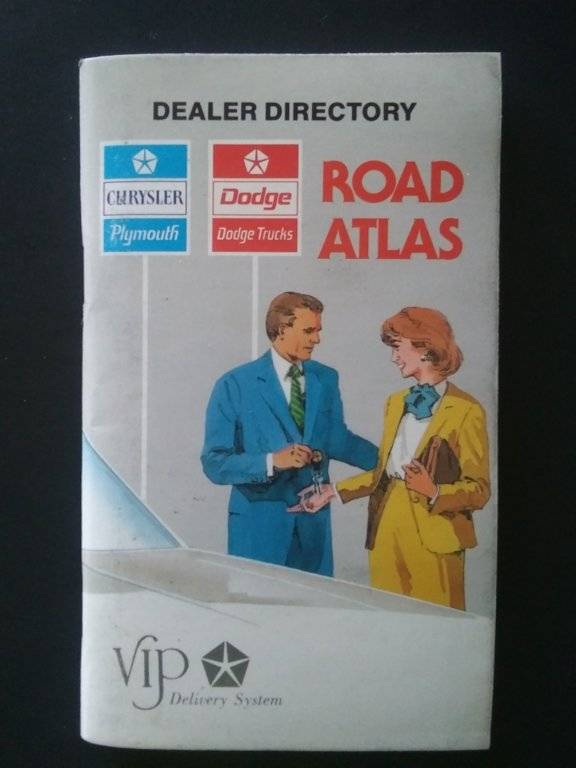 DEALER DIRECTORY
CHRYSLER
Plymouth
Dodge
Dodge Trucks
ROAD
ATLAS
VIP
Delivery System